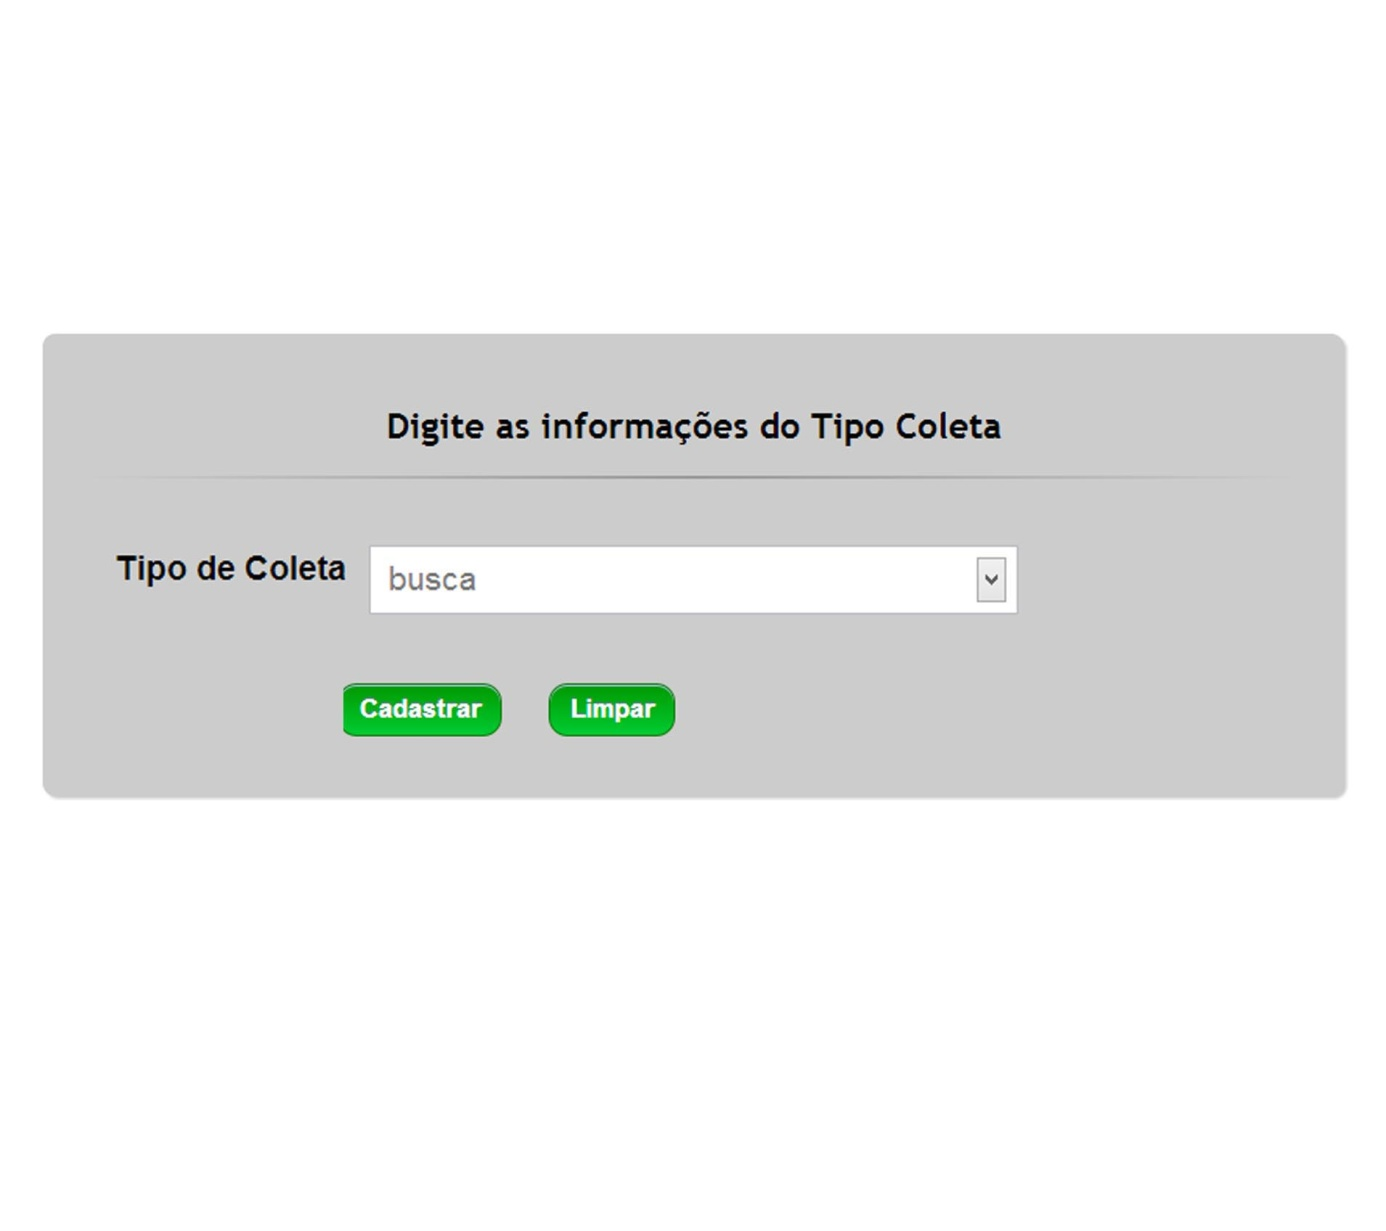 Digite as informações do Tipo Coleta
Tipo de Coleta busca
Cadastrar Limpar